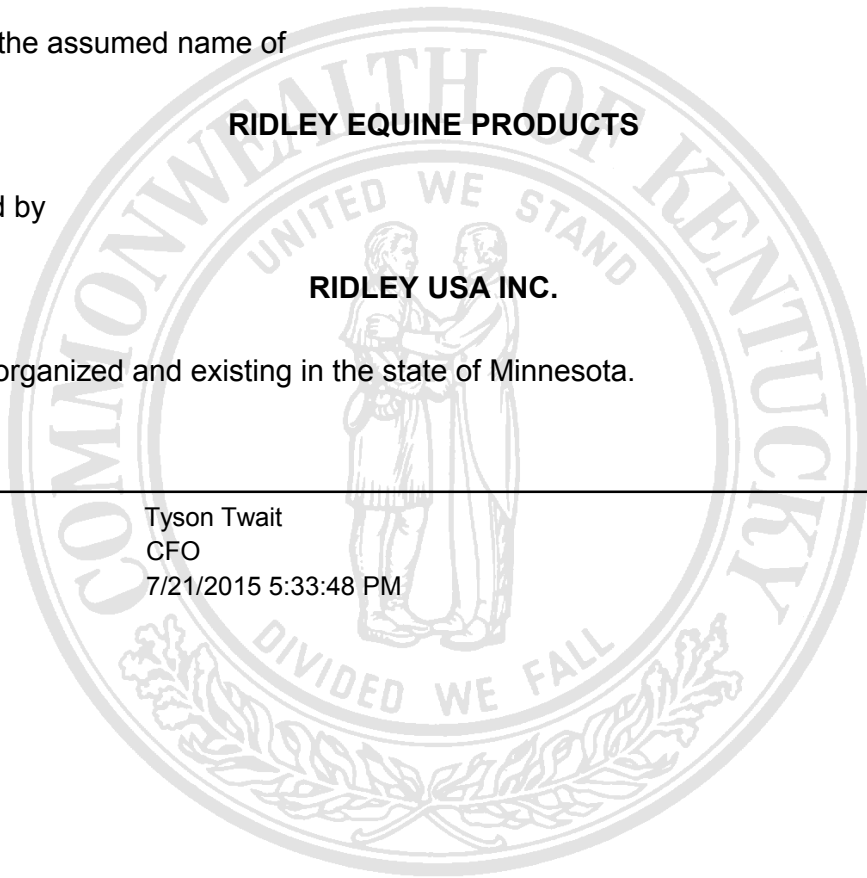 the assumed name of
RIDLEY EQUINE PRODUCTS
by
RIDLEY USA INC.
organized and existing in the state of Minnesota.
Tyson Twait
CFO
7/21/2015 5:33:48 PM
COMMONWEALTH OF KENTUCKY
UNITED WE STAND
DIVIDED WE FALL